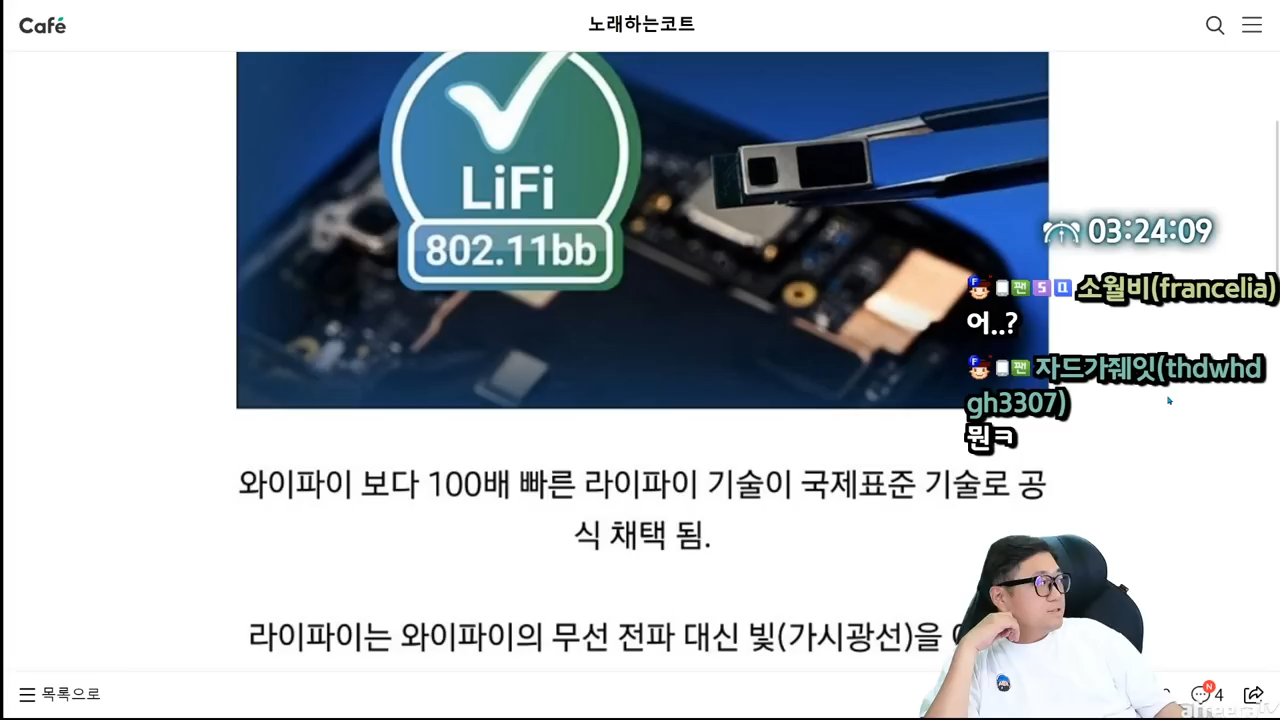 Café
노래하는코트
LiFi
802.11bb
03:24:09
소월비(francelia)
어..?
자드가줴잇(thdwhd
gh3307)
뭔ㅋ
와이파이 보다 100배 빠른 라이파이 기술이 국제표준 기술로 공
식 채택 됨.
라이파이는 와이파이의 무선 전파 대신 빛(가시광선)을
목록으로
4